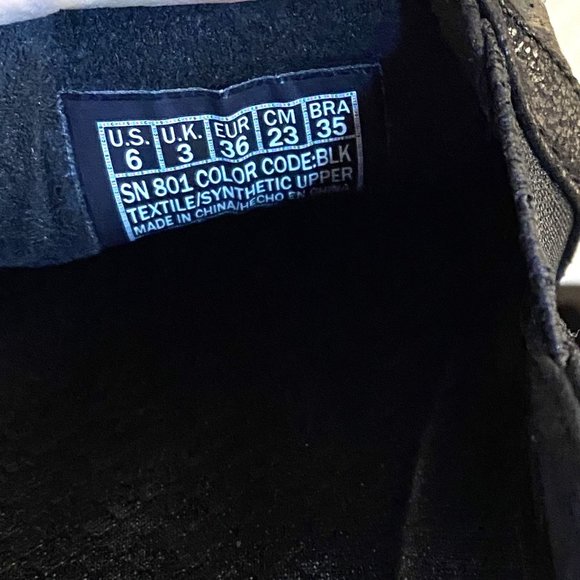 U.S. U.K. EUR CM BRA
6 3 36 23 35
SN 801 COLOR CODE:BLK
TEXTILE/SYNTHETIC UPPER
MADE IN CHINA/HECHO EN CHINA